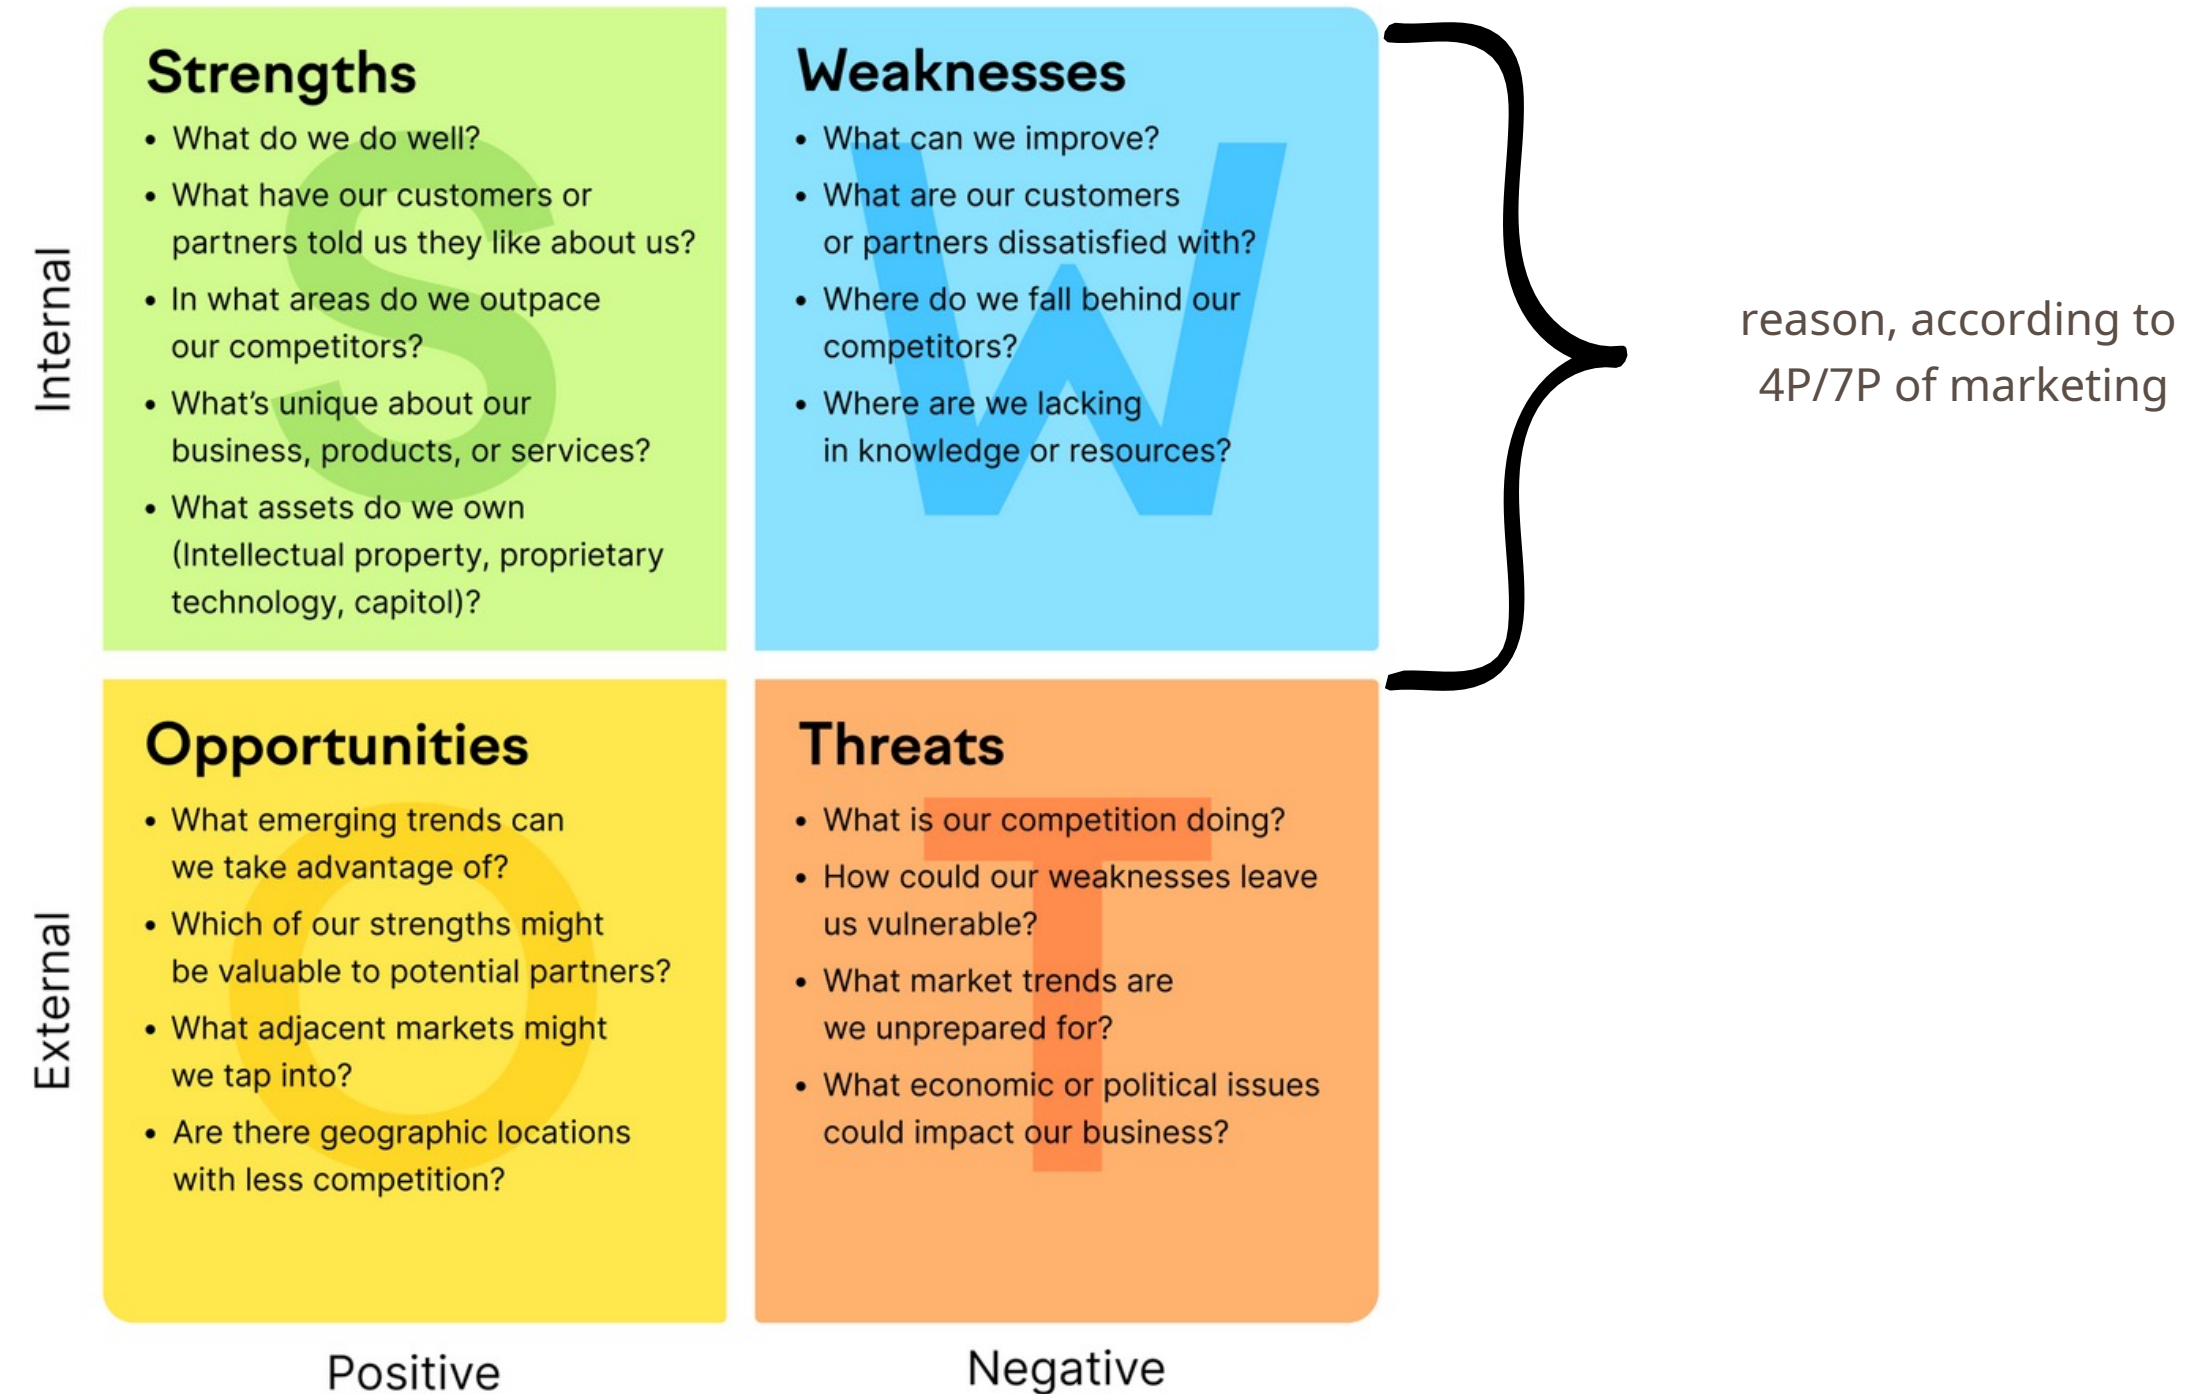 Internal
Strengths
• What do we do well?
• What have our customers or
partners told us they like about us?
• In what areas do we outpace
our competitors?
• What’s unique about our
business, products, or services?
• What assets do we own
(Intellectual property, proprietary
technology, capitol)?
Weaknesses
• What can we improve?
• What are our customers
or partners dissatisfied with?
• Where do we fall behind our
competitors?
• Where are we lacking
in knowledge or resources?
reason, according to
4P/7P of marketing
External
Opportunities
• What emerging trends can
we take advantage of?
• Which of our strengths might
be valuable to potential partners?
• What adjacent markets might
we tap into?
• Are there geographic locations
with less competition?
Threats
• What is our competition doing?
• How could our weaknesses leave
us vulnerable?
• What market trends are
we unprepared for?
• What economic or political issues
could impact our business?
Positive
Negative
S
W
O
T